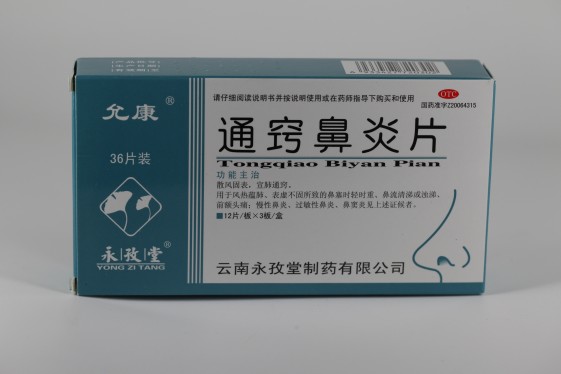 允康®
36片装
永孜堂®
YONG ZI TANG
请仔细阅读说明书并按说明使用或在药师指导下购买和使用
OTC
国药准字Z20064315
通窍鼻炎片
Tongqiao Biyan Pian
功能主治
散风固表，宣肺通窍。
用于风热蕴肺、表虚不固所致的鼻塞时轻时重、鼻流清涕或浊涕、
前额头痛；慢性鼻炎、过敏性鼻炎、鼻窦炎见上述证候者。
■12片/板×3板/盒
云南永孜堂制药有限公司